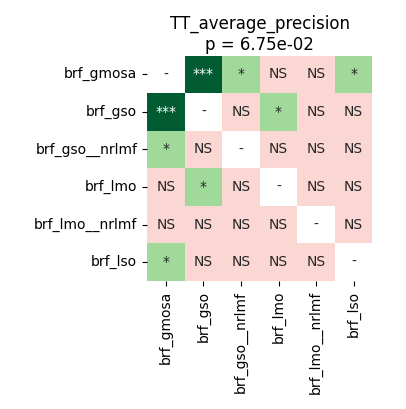 TT_average_precision
p = 6.75e-02
brf_gmosa - *** * NS NS *
brf_gso *** - NS * NS NS
brf_gso__nrlmf * NS - NS NS NS
brf_lmo NS * NS - NS NS
brf_lmo__nrlmf NS NS NS NS - NS
brf_lso * NS NS NS NS -
brf_gmosa
brf_gso
brf_gso__nrlmf
brf_lmo
brf_lmo__nrlmf
brf_lso